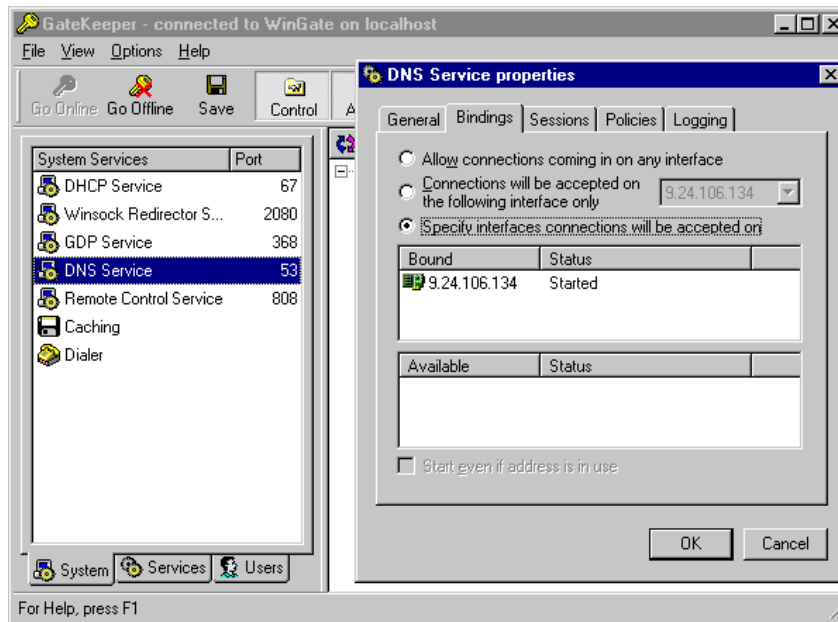 GateKeeper - connected to WinGate on localhost
File View Options Help
Go Online Go Offline Save Control A
System Services Port
DHCP Service 67
Winsock Redirector S... 2080
GDP Service 368
DNS Service 53
Remote Control Service 808
Caching
Dialer
System Services Users
For Help, press F1
DNS Service properties
General Bindings Sessions Policies Logging
Allow connections coming in on any interface
Connections will be accepted on
the following interface only
9.24.106.134
Specify interfaces connections will be accepted on
Bound Status
9.24.106.134 Started
Available Status
Start even if address is in use
OK Cancel